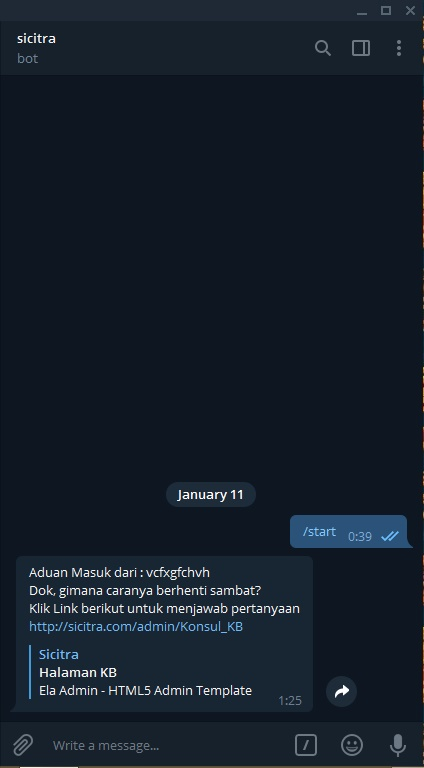 sicitra
bot
January 11
/start 0:39
Aduan Masuk dari : vcfxgfchvh
Dok, gimana caranya berhenti sambat?
Klik Link berikut untuk menjawab pertanyaan
http://sicitra.com/admin/Konsul_KB
Sicitra
Halaman KB
Ela Admin - HTML5 Admin Template
1:25
Write a message...